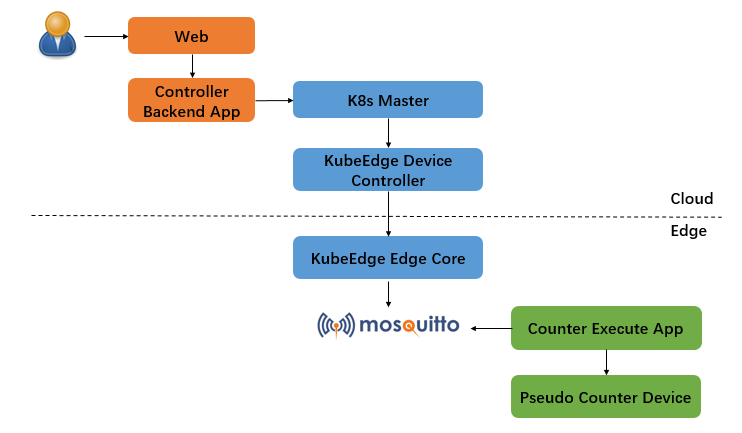 Web
Controller
Backend App
K8s Master
KubeEdge Device
Controller
Cloud
Edge
KubeEdge Edge Core
mosquitto
Counter Execute App
Pseudo Counter Device